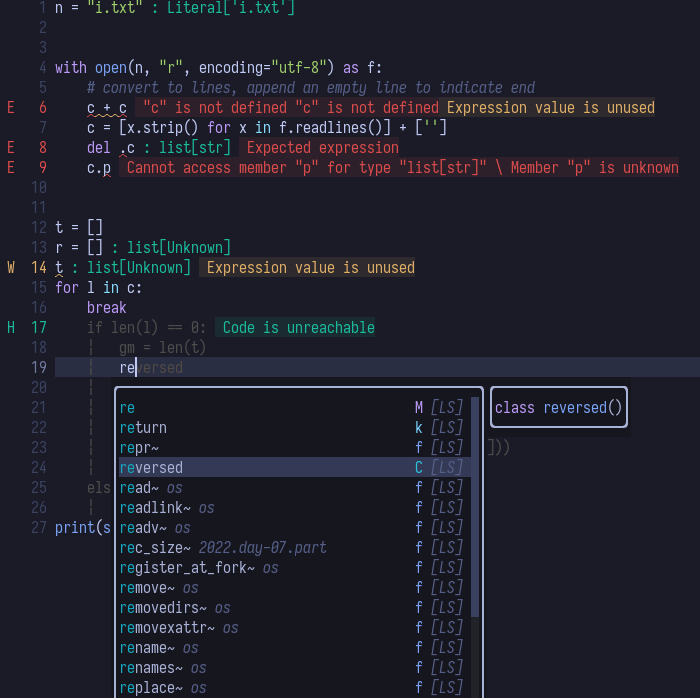 1 n = "i.txt" : Literal['i.txt']
2
3
4 with open(n, "r", encoding="utf-8") as f:
5 # convert to lines, append an empty line to indicate end
E 6 c + c "c" is not defined "c" is not defined Expression value is unused
7 c = [x.strip() for x in f.readlines()] + ['']
E 8 del .c : list[str] Expected expression
E 9 c.p Cannot access member "p" for type "list[str]" \ Member "p" is unknown
10
11
12 t = []
13 r = [] : list[Unknown]
W 14 t : list[Unknown] Expression value is unused
15 for l in c:
16 break
H 17 if len(l) == 0: Code is unreachable
18 gm = len(t)
19 reversed
20
21 re M [LS] class reversed()
22 return k [LS]
23 repr~ f [LS] ]))
24 reversed C [LS]
25 els read~ os f [LS]
26 readlink~ os f [LS]
27 print(s readv~ os f [LS]
rec_size~ 2022.day-07.part f [LS]
register_at_fork~ os f [LS]
remove~ os f [LS]
removedirs~ os f [LS]
removexattr~ os f [LS]
rename~ os f [LS]
renames~ os f [LS]
replace~ os f [LS]